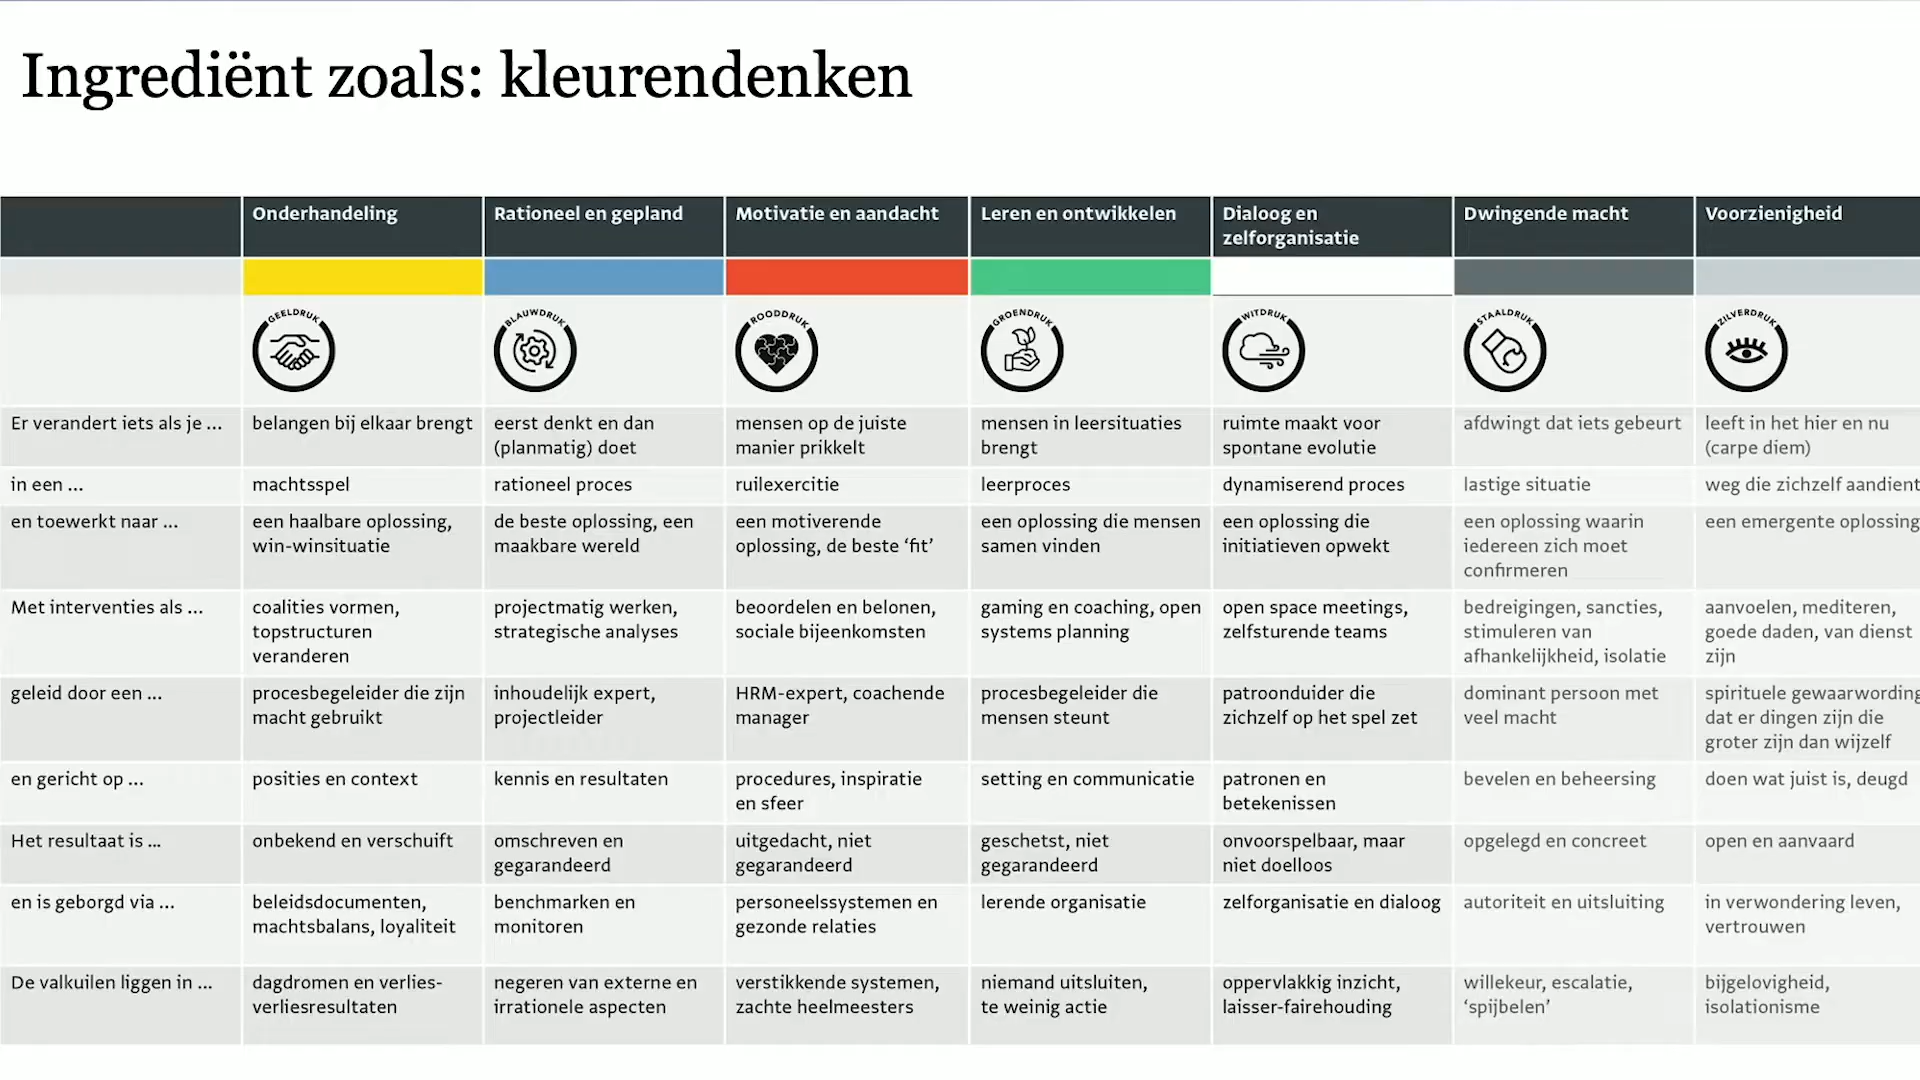 Ingrediënt zoals: kleurendenken
Onderhandeling
Rationeel en gepland
Motivatie en aandacht
Leren en ontwikkelen
Dialoog en
zelforganisatie
Dwingende macht
Voorzienigheid
GEELDRUK
BLAUWDRUK
ROODDRUK
GROENDRUK
WITDRUK
STAALDRUK
ZILVERDRUK
Er verandert iets als je ...
belangen bij elkaar brengt
eerst denkt en dan
(planmatig) doet
mensen op de juiste
manier prikkelt
mensen in leersituaties
brengt
ruimte maakt voor
spontane evolutie
afdwingt dat iets gebeurt
leeft in het hier en nu
(carpe diem)
in een ...
machtsspel
rationeel proces
ruilexercitie
leerproces
dynamiserend proces
lastige situatie
weg die zichzelf aandient
en toewerkt naar ...
een haalbare oplossing,
win-winsituatie
de beste oplossing, een
maakbare wereld
een motiverende
oplossing, de beste ‘fit’
een oplossing die mensen
samen vinden
een oplossing die
initiatieven opwekt
een oplossing waarin
iedereen zich moet
confirmeren
een emergente oplossing
Met interventies als ...
coalities vormen,
topstructuren
veranderen
projectmatig werken,
strategische analyses
beoordelen en belonen,
sociale bijeenkomsten
gaming en coaching, open
systems planning
open space meetings,
zelfsturende teams
bedreigingen, sancties,
stimuleren van
afhankelijkheid, isolatie
aanvoelen, mediteren,
goede daden, van dienst
zijn
geleid door een ...
procesbegeleider die zijn
macht gebruikt
inhoudelijk expert,
projectleider
HRM-expert, coachende
manager
procesbegeleider die
mensen steunt
patroonduider die
zichzelf op het spel zet
dominant persoon met
veel macht
spirituele gewaarwording
dat er dingen zijn die
groter zijn dan wijzelf
en gericht op ...
posities en context
kennis en resultaten
procedures, inspiratie
en sfeer
setting en communicatie
patronen en
betekenissen
bevelen en beheersing
doen wat juist is, deugd
Het resultaat is ...
onbekend en verschuift
omschreven en
gegarandeerd
uitgedacht, niet
gegarandeerd
geschetst, niet
gegarandeerd
onvoorspelbaar, maar
niet doelloos
opgelegd en concreet
open en aanvaard
en is geborgd via ...
beleidsdocumenten,
machtsbalans, loyaliteit
benchmarken en
monitoren
personeelssystemen en
gezonde relaties
lerende organisatie
zelforganisatie en dialoog
autoriteit en uitsluiting
in verwondering leven,
vertrouwen
De valkuilen liggen in ...
dagdromen en verlies-
verliesresultaten
negeren van externe en
irrationele aspecten
verstikkende systemen,
zachte heelmeesters
niemand uitsluiten,
te weinig actie
oppervlakkig inzicht,
laisser-fairehouding
willekeur, escalatie,
‘spijbelen’
bijgelovigheid,
isolationisme